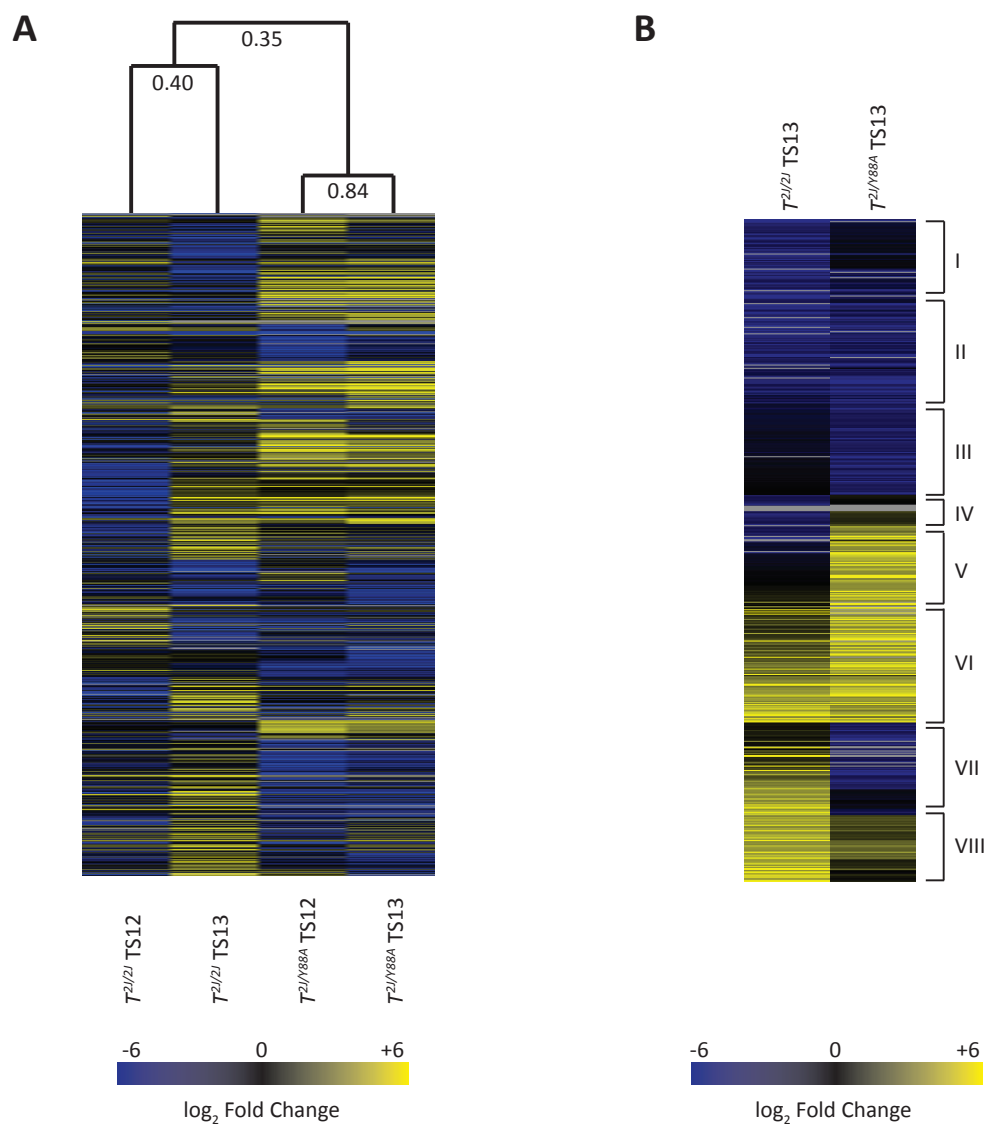 A
0.35
0.40
0.84
T2J/2J TS12
T2J/2J TS13
T2J/Y88A TS12
T2J/Y88A TS13
-6 0 +6
log2 Fold Change
B
T2J/2J TS13
T2J/Y88A TS13
I
II
III
IV
V
VI
VII
VIII
-6 0 +6
log2 Fold Change